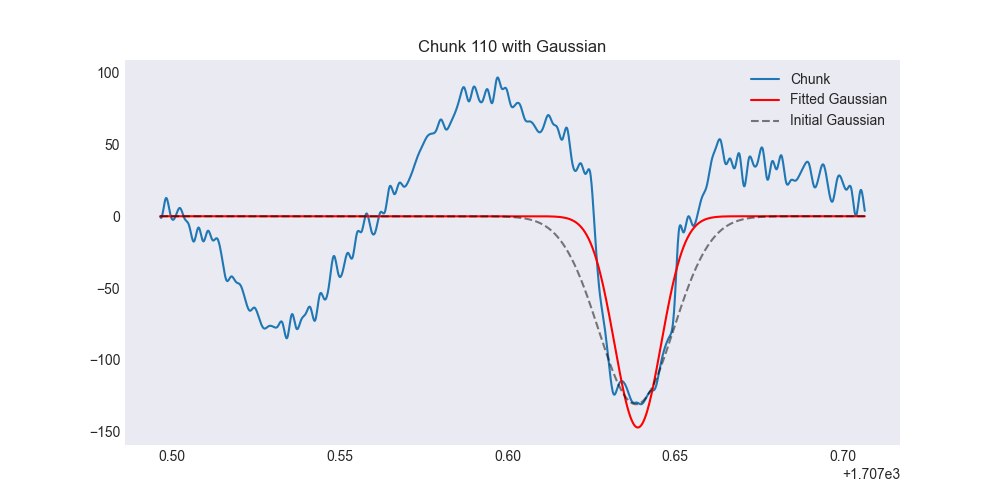 Chunk 110 with Gaussian
100
50
0
−50
−100
−150
Chunk
Fitted Gaussian
Initial Gaussian
0.50 0.55 0.60 0.65 0.70
+1.707e3